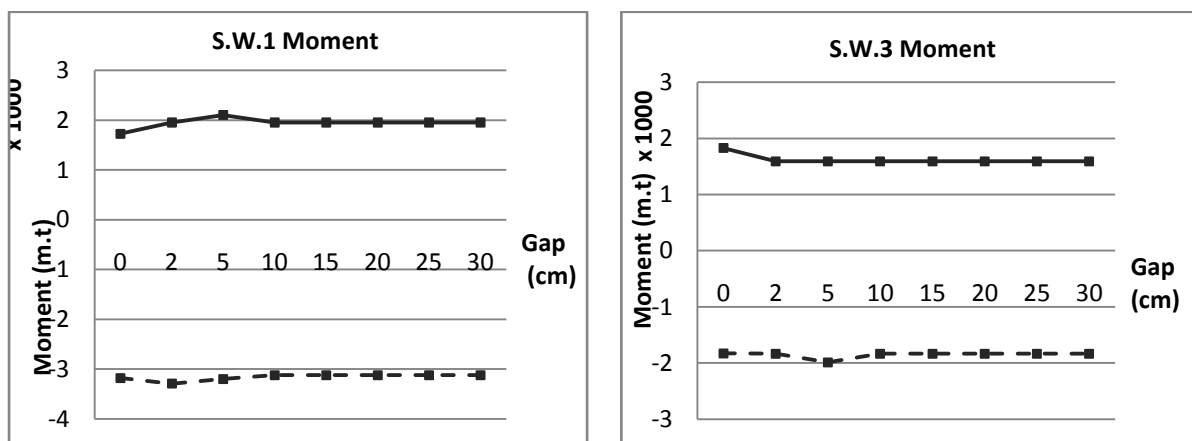 S.W.1 Moment
x 1000
Moment (m.t)
3
2
1
0
-1
-2
-3
-4
0 2 5 10 15 20 25 30
Gap
(cm)
S.W.3 Moment
Moment (m.t) x 1000
3
2
1
0
-1
-2
-3
0 2 5 10 15 20 25 30
Gap
(cm)